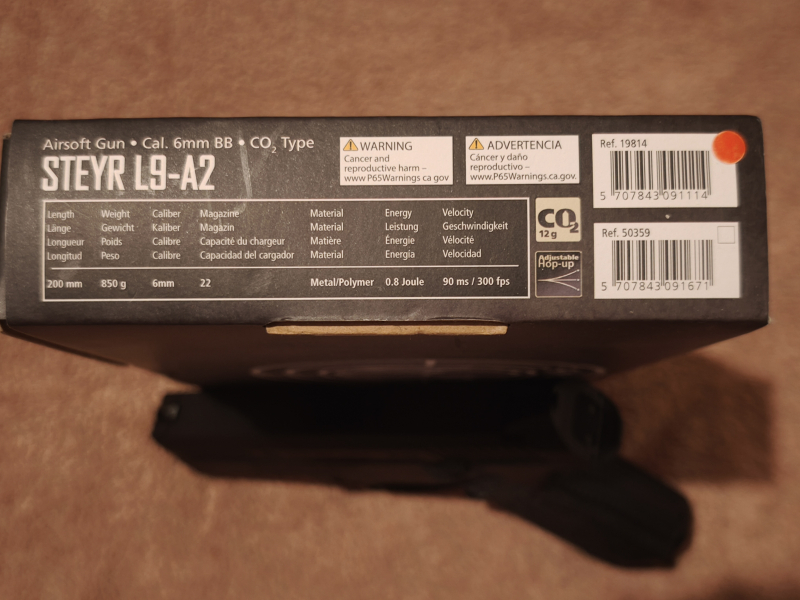 Airsoft Gun • Cal. 6mm BB • CO2 Type
STEYR L9-A2
WARNING
Cancer and
reproductive harm –
www.P65Warnings.ca gov
ADVERTENCIA
Cáncer y daño
reproductivo –
www.P65Warnings.ca.gov.
Ref. 19814
5 707843 091114
Length Weight Caliber Magazine Material Energy Velocity
Länge Gewicht Kaliber Magazin Material Leistung Geschwindigkeit
Longueur Poids Calibre Capacité du chargeur Matière Énergie Vélocité
Longitud Peso Calibre Capacidad del cargador Material Energía Velocidad
200 mm 850 g 6mm 22 Metal/Polymer 0.8 Joule 90 ms / 300 fps
CO2
12 g
Adjustable
Hop-up
Ref. 50359
5 707843 091671